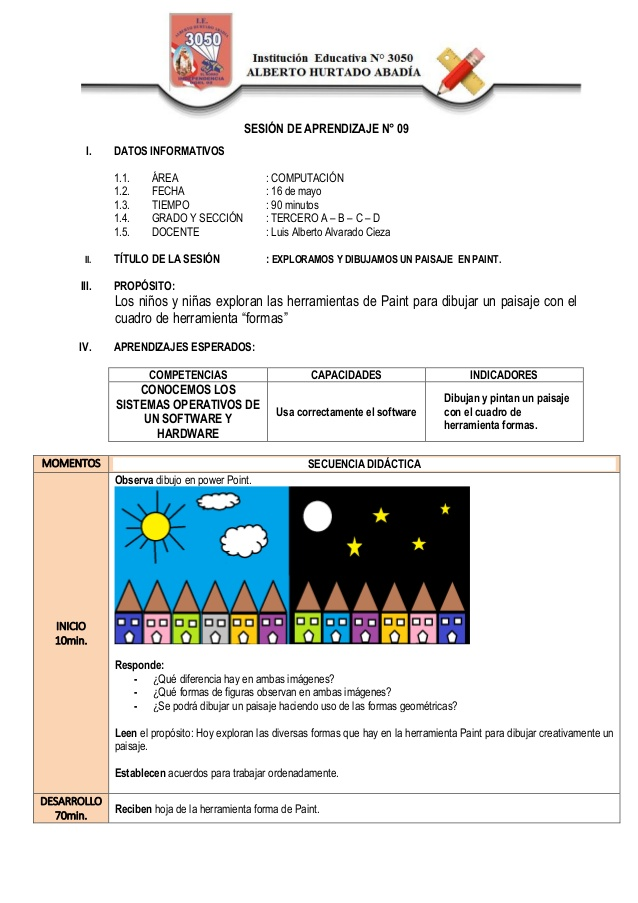 I.E.
3050
INDEPENDENCIA
Institución Educativa Nº 3050
ALBERTO HURTADO ABADÍA
SESIÓN DE APRENDIZAJE N° 09
I. DATOS INFORMATIVOS
1.1. ÁREA : COMPUTACIÓN
1.2. FECHA : 16 de mayo
1.3. TIEMPO : 90 minutos
1.4. GRADO Y SECCIÓN : TERCERO A – B – C – D
1.5. DOCENTE : Luis Alberto Alvarado Cieza
II. TÍTULO DE LA SESIÓN : EXPLORAMOS Y DIBUJAMOS UN PAISAJE EN PAINT.
III. PROPÓSITO:
Los niños y niñas exploran las herramientas de Paint para dibujar un paisaje con el
cuadro de herramienta “formas”
IV. APRENDIZAJES ESPERADOS:
COMPETENCIAS CAPACIDADES INDICADORES
CONOCEMOS LOS
SISTEMAS OPERATIVOS DE
UN SOFTWARE Y
HARDWARE
Usa correctamente el software
Dibujan y pintan un paisaje
con el cuadro de
herramienta formas.
MOMENTOS SECUENCIA DIDÁCTICA
INICIO
10min.
Observa dibujo en power Point.
Responde:
- ¿Qué diferencia hay en ambas imágenes?
- ¿Qué formas de figuras observan en ambas imágenes?
- ¿Se podrá dibujar un paisaje haciendo uso de las formas geométricas?
Leen el propósito: Hoy exploran las diversas formas que hay en la herramienta Paint para dibujar creativamente un
paisaje.
Establecen acuerdos para trabajar ordenadamente.
DESARROLLO
70min.
Reciben hoja de la herramienta forma de Paint.